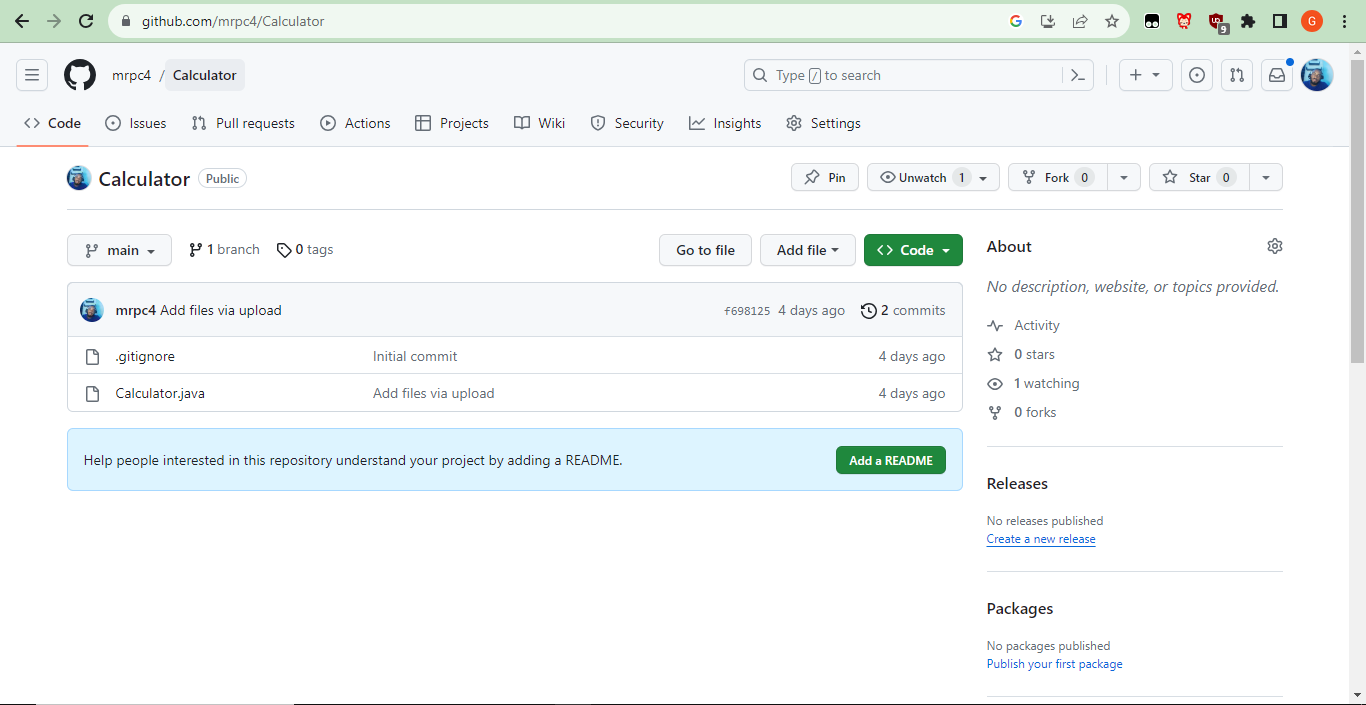 github.com/mrpc4/Calculator
9
G
mrpc4 / Calculator
Type / to search
Code Issues Pull requests Actions Projects Wiki Security Insights Settings
Calculator Public
Pin Unwatch 1 Fork 0 Star 0
main 1 branch 0 tags
Go to file Add file <> Code
mrpc4 Add files via upload f698125 4 days ago 2 commits
.gitignore Initial commit 4 days ago
Calculator.java Add files via upload 4 days ago
Help people interested in this repository understand your project by adding a README. Add a README
About
No description, website, or topics provided.
Activity
0 stars
1 watching
0 forks
Releases
No releases published
Create a new release
Packages
No packages published
Publish your first package